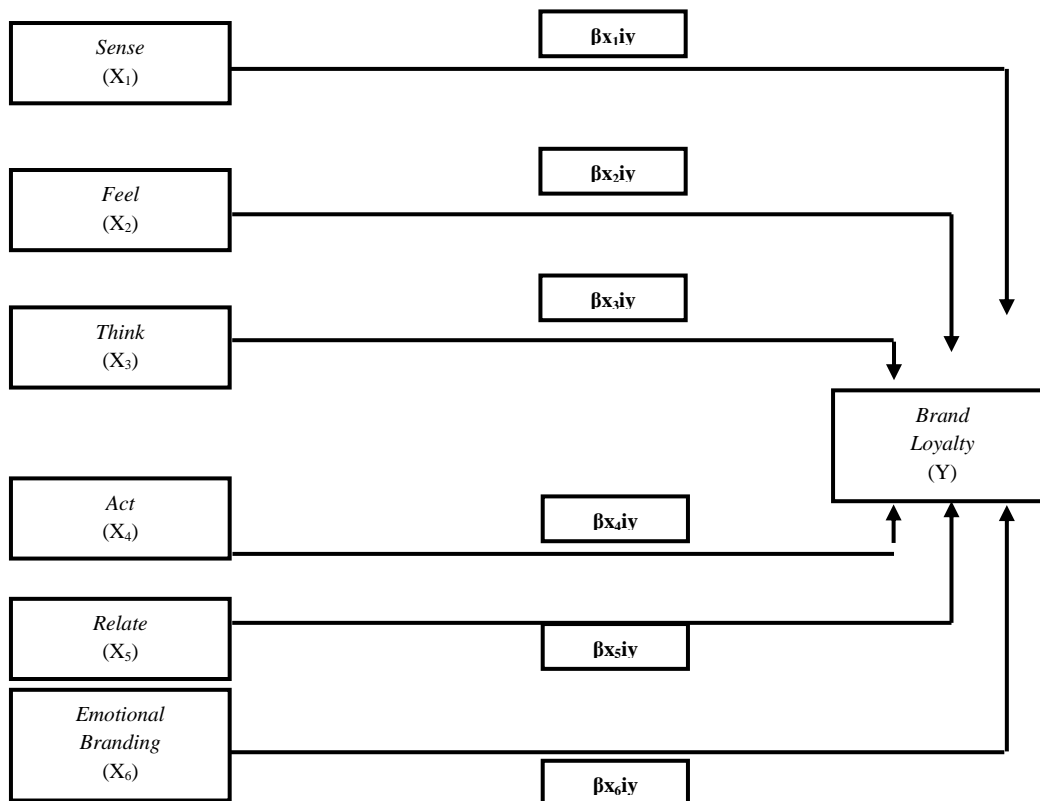 βx₁iy
Sense
(X₁)
βx₂iy
Feel
(X₂)
βx₃iy
Think
(X₃)
Brand
Loyalty
(Y)
Act
(X₄)
βx₄iy
Relate
(X₅)
βx₅iy
Emotional
Branding
(X₆)
βx₆iy